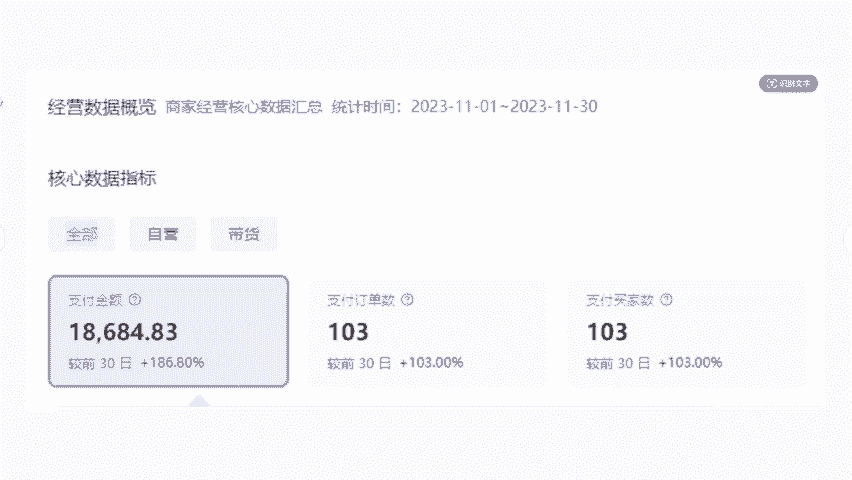 识别文字
经营数据概览 商家经营核心数据汇总 统计时间：2023-11-01~2023-11-30
核心数据指标
全部 自营 带货
支付金额 支付订单数 支付买家数
18,684.83 103 103
较前 30 日 +186.80% 较前 30 日 +103.00% 较前 30 日 +103.00%